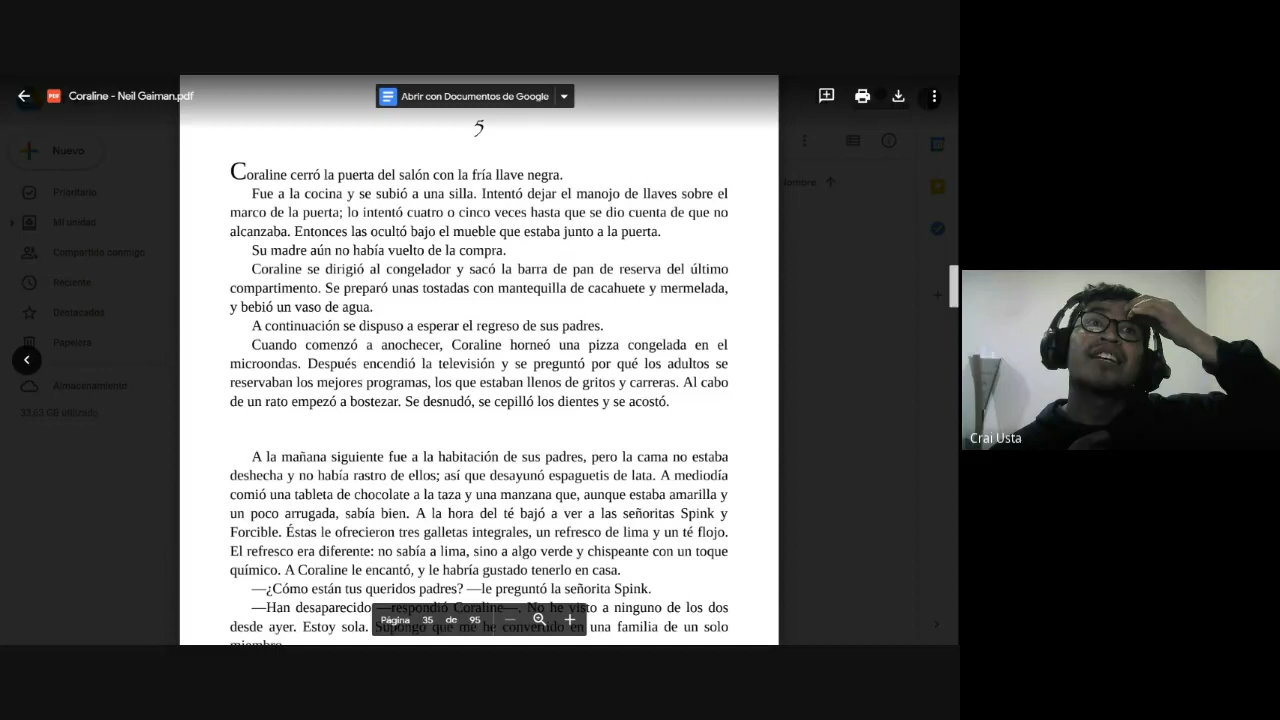 Coraline - Neil Gaiman.pdf
Abrir con Documentos de Google
5
Nuevo
Prioritario
Mi unidad
Compartido conmigo
Reciente
Destacados
Papelera
Almacenamiento
33,63 GB utilizado
Coraline cerró la puerta del salón con la fría llave negra.
Fue a la cocina y se subió a una silla. Intentó dejar el manojo de llaves sobre el
marco de la puerta; lo intentó cuatro o cinco veces hasta que se dio cuenta de que no
alcanzaba. Entonces las ocultó bajo el mueble que estaba junto a la puerta.
Su madre aún no había vuelto de la compra.
Coraline se dirigió al congelador y sacó la barra de pan de reserva del último
compartimento. Se preparó unas tostadas con mantequilla de cacahuete y mermelada,
y bebió un vaso de agua.
A continuación se dispuso a esperar el regreso de sus padres.
Cuando comenzó a anochecer, Coraline horneó una pizza congelada en el
microondas. Después encendió la televisión y se preguntó por qué los adultos se
reservaban los mejores programas, los que estaban llenos de gritos y carreras. Al cabo
de un rato empezó a bostezar. Se desnudó, se cepilló los dientes y se acostó.
A la mañana siguiente fue a la habitación de sus padres, pero la cama no estaba
deshecha y no había rastro de ellos; así que desayunó espaguetis de lata. A mediodía
comió una tableta de chocolate a la taza y una manzana que, aunque estaba amarilla y
un poco arrugada, sabía bien. A la hora del té bajó a ver a las señoritas Spink y
Forcible. Éstas le ofrecieron tres galletas integrales, un refresco de lima y un té flojo.
El refresco era diferente: no sabía a lima, sino a algo verde y chispeante con un toque
químico. A Coraline le encantó, y le habría gustado tenerlo en casa.
—¿Cómo están tus queridos padres? —le preguntó la señorita Spink.
—Han desaparecido —respondió Coraline—. No he visto a ninguno de los dos
desde ayer. Estoy sola. Supongo que me he convertido en una familia de un solo
miembro.
Página 35 de 95
Crai Usta